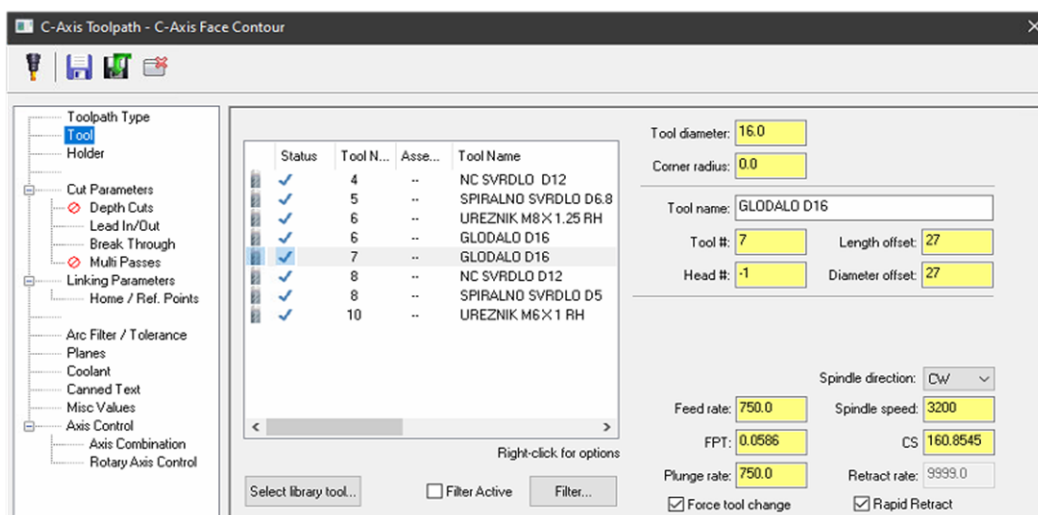 C-Axis Toolpath - C-Axis Face Contour
Toolpath Type
Tool
Holder
Cut Parameters
Depth Cuts
Lead In/Out
Break Through
Multi Passes
Linking Parameters
Home / Ref. Points
Arc Filter / Tolerance
Planes
Coolant
Canned Text
Misc Values
Axis Control
Axis Combination
Rotary Axis Control
Status Tool N... Asse... Tool Name
4 -- NC SVRDLO D12
5 -- SPIRALNO SVRDLO D6.8
6 -- UREZNIK M8X1.25 RH
6 -- GLODALO D16
7 -- GLODALO D16
8 -- NC SVRDLO D12
8 -- SPIRALNO SVRDLO D5
10 -- UREZNIK M6X1 RH
Right-click for options
Select library tool... Filter Active Filter...
Tool diameter: 16.0
Corner radius: 0.0
Tool name: GLODALO D16
Tool #: 7 Length offset: 27
Head #: -1 Diameter offset: 27
Spindle direction: CW
Feed rate: 750.0 Spindle speed: 3200
FPT: 0.0586 CS 160.8545
Plunge rate: 750.0 Retract rate: 9999.0
Force tool change Rapid Retract